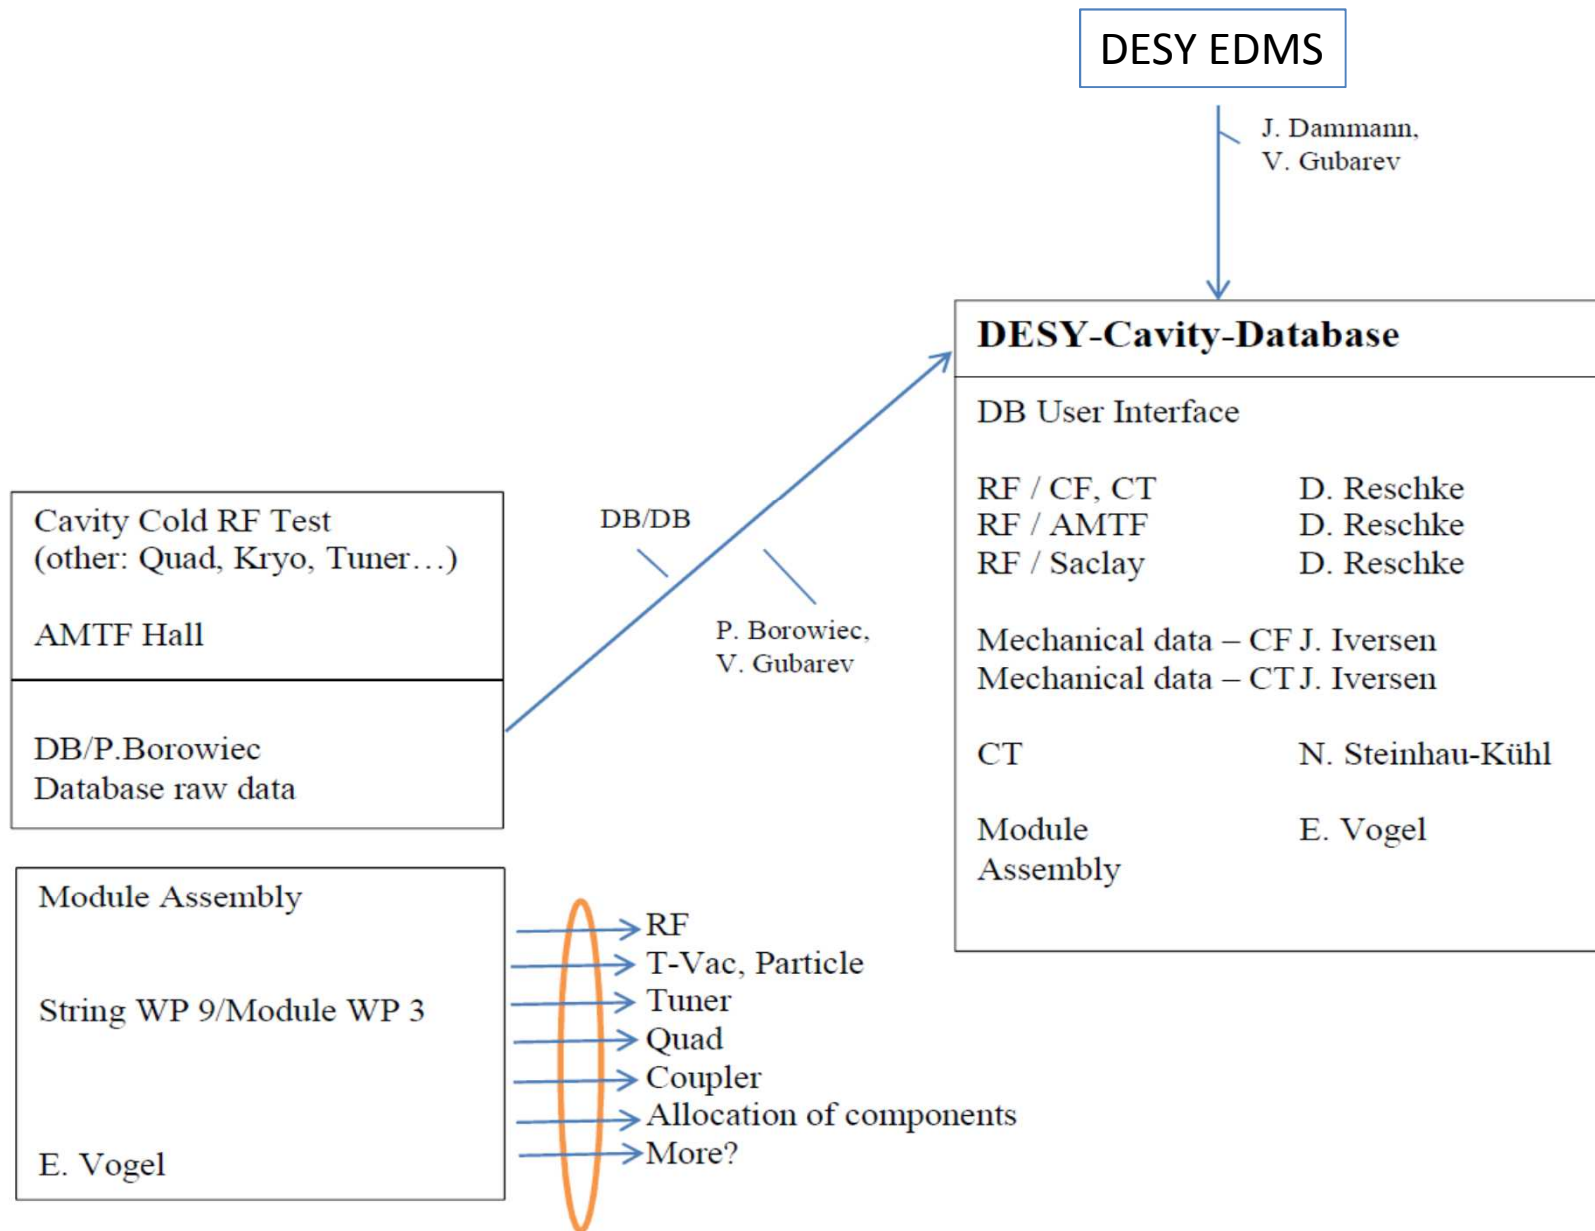 DESY EDMS
J. Dammann,
V. Gubarev
DESY-Cavity-Database
DB User Interface
RF / CF, CT D. Reschke
RF / AMTF D. Reschke
RF / Saclay D. Reschke
Mechanical data – CF J. Iversen
Mechanical data – CT J. Iversen
CT N. Steinhau-Kühl
Module E. Vogel
Assembly
Cavity Cold RF Test
(other: Quad, Kryo, Tuner…)
AMTF Hall
DB/P.Borowiec
Database raw data
DB/DB
P. Borowiec,
V. Gubarev
Module Assembly
String WP 9/Module WP 3
E. Vogel
RF
T-Vac, Particle
Tuner
Quad
Coupler
Allocation of components
More?